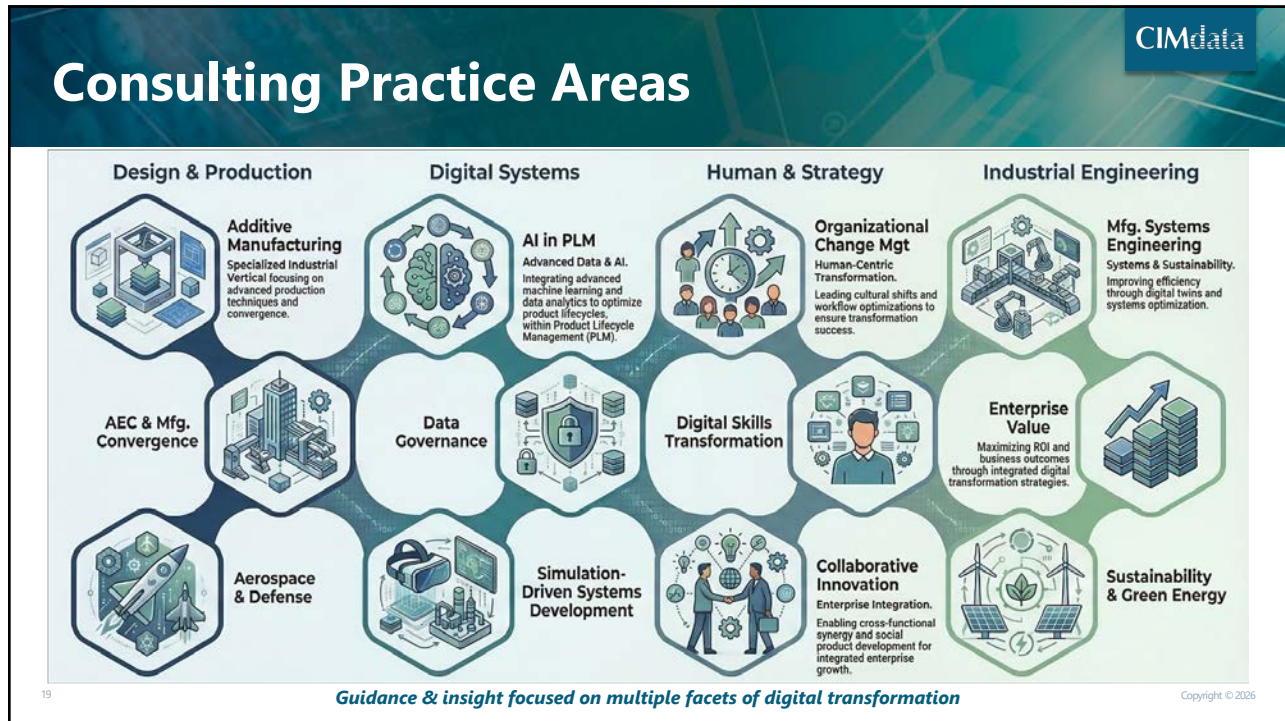 CIMdata
Consulting Practice Areas
Design & Production
Additive
Manufacturing
Specialized Industrial
Vertical focusing on
advanced production
techniques and
convergence.
AEC & Mfg.
Convergence
Aerospace
& Defense
Digital Systems
AI in PLM
Advanced Data & AI.
Integrating advanced
machine learning and
data analytics to optimize
product lifecycles,
within Product Lifecycle
Management (PLM).
Data
Governance
Simulation-
Driven Systems
Development
Human & Strategy
Organizational
Change Mgt
Human-Centric
Transformation.
Leading cultural shifts and
workflow optimizations to
ensure transformation
success.
Digital Skills
Transformation
Collaborative
Innovation
Enterprise Integration.
Enabling cross-functional
synergy and social
product development for
integrated enterprise
growth.
Industrial Engineering
Mfg. Systems
Engineering
Systems & Sustainability.
Improving efficiency
through digital twins and
systems optimization.
Enterprise
Value
Maximizing ROI and
business outcomes
through integrated digital
transformation strategies.
Sustainability
& Green Energy
19
Guidance & insight focused on multiple facets of digital transformation
Copyright © 2026